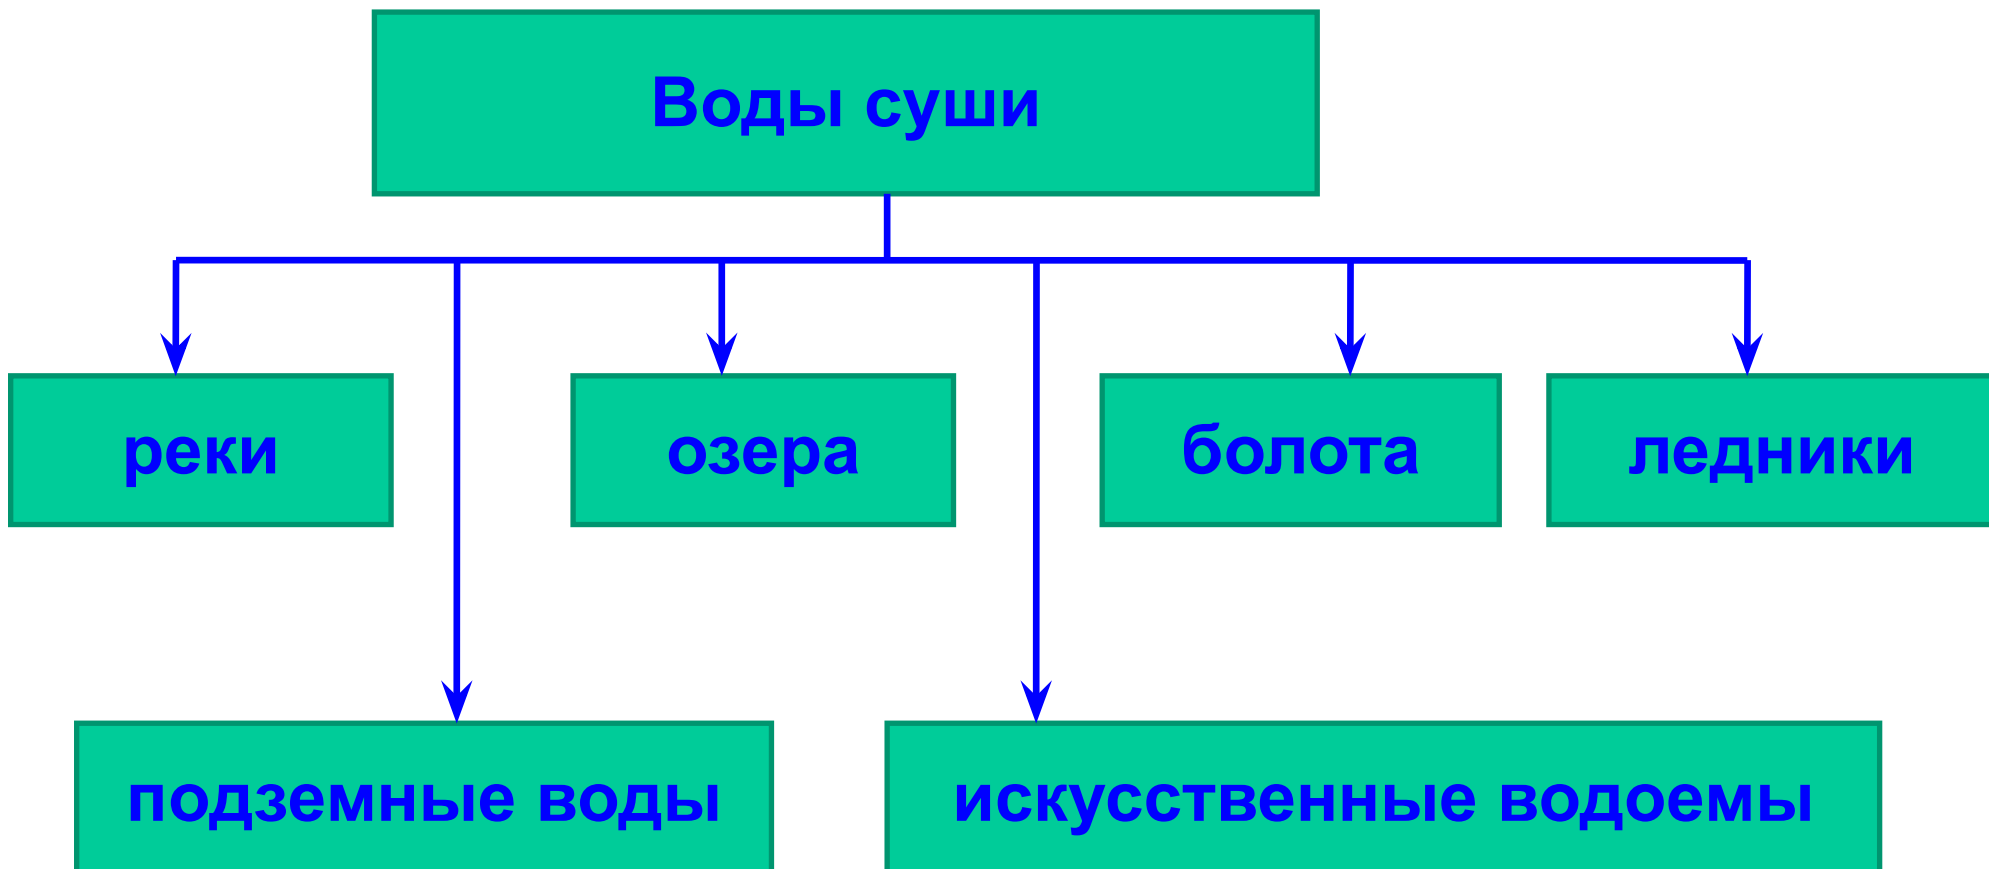 Воды суши
реки
озера
болота
ледники
подземные воды
искусственные водоемы